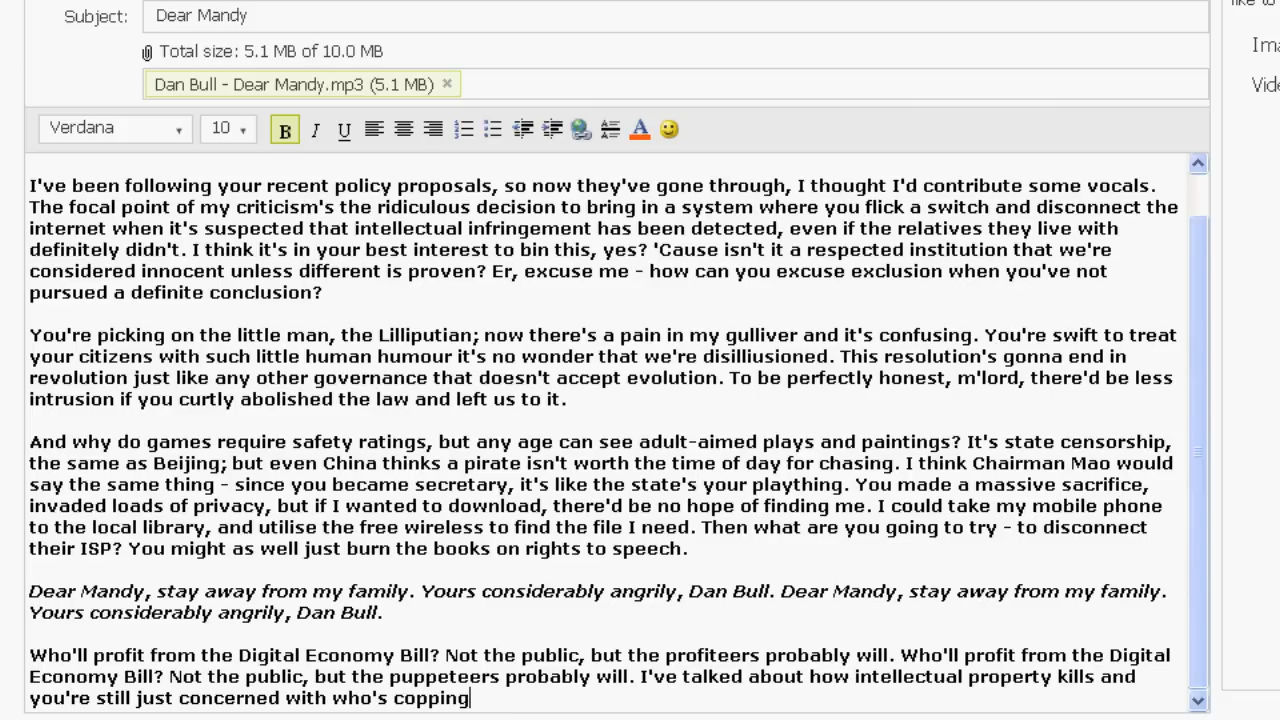 like to
Subject: Dear Mandy
Total size: 5.1 MB of 10.0 MB
Ima
Dan Bull - Dear Mandy.mp3 (5.1 MB) ×
Vide
Verdana 10 B I U A
I've been following your recent policy proposals, so now they've gone through, I thought I'd contribute some vocals.
The focal point of my criticism's the ridiculous decision to bring in a system where you flick a switch and disconnect the
internet when it's suspected that intellectual infringement has been detected, even if the relatives they live with
definitely didn't. I think it's in your best interest to bin this, yes? 'Cause isn't it a respected institution that we're
considered innocent unless different is proven? Er, excuse me - how can you excuse exclusion when you've not
pursued a definite conclusion?
You're picking on the little man, the Lilliputian; now there's a pain in my gulliver and it's confusing. You're swift to treat
your citizens with such little human humour it's no wonder that we're disilliusioned. This resolution's gonna end in
revolution just like any other governance that doesn't accept evolution. To be perfectly honest, m'lord, there'd be less
intrusion if you curtly abolished the law and left us to it.
And why do games require safety ratings, but any age can see adult-aimed plays and paintings? It's state censorship,
the same as Beijing; but even China thinks a pirate isn't worth the time of day for chasing. I think Chairman Mao would
say the same thing - since you became secretary, it's like the state's your plaything. You made a massive sacrifice,
invaded loads of privacy, but if I wanted to download, there'd be no hope of finding me. I could take my mobile phone
to the local library, and utilise the free wireless to find the file I need. Then what are you going to try - to disconnect
their ISP? You might as well just burn the books on rights to speech.
Dear Mandy, stay away from my family. Yours considerably angrily, Dan Bull. Dear Mandy, stay away from my family.
Yours considerably angrily, Dan Bull.
Who'll profit from the Digital Economy Bill? Not the public, but the profiteers probably will. Who'll profit from the Digital
Economy Bill? Not the public, but the puppeteers probably will. I've talked about how intellectual property kills and
you're still just concerned with who's copping